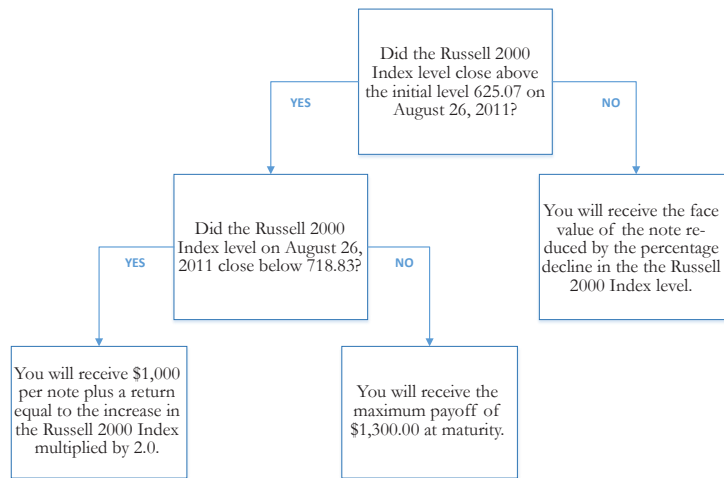 Did the Russell 2000
Index level close above
the initial level 625.07 on
August 26, 2011?
YES
NO
Did the Russell 2000
Index level on August 26,
2011 close below 718.83?
You will receive the face
value of the note re-
duced by the percentage
decline in the the Russell
2000 Index level.
YES
NO
You will receive $1,000
per note plus a return
equal to the increase in
the Russell 2000 Index
multiplied by 2.0.
You will receive the
maximum payoff of
$1,300.00 at maturity.